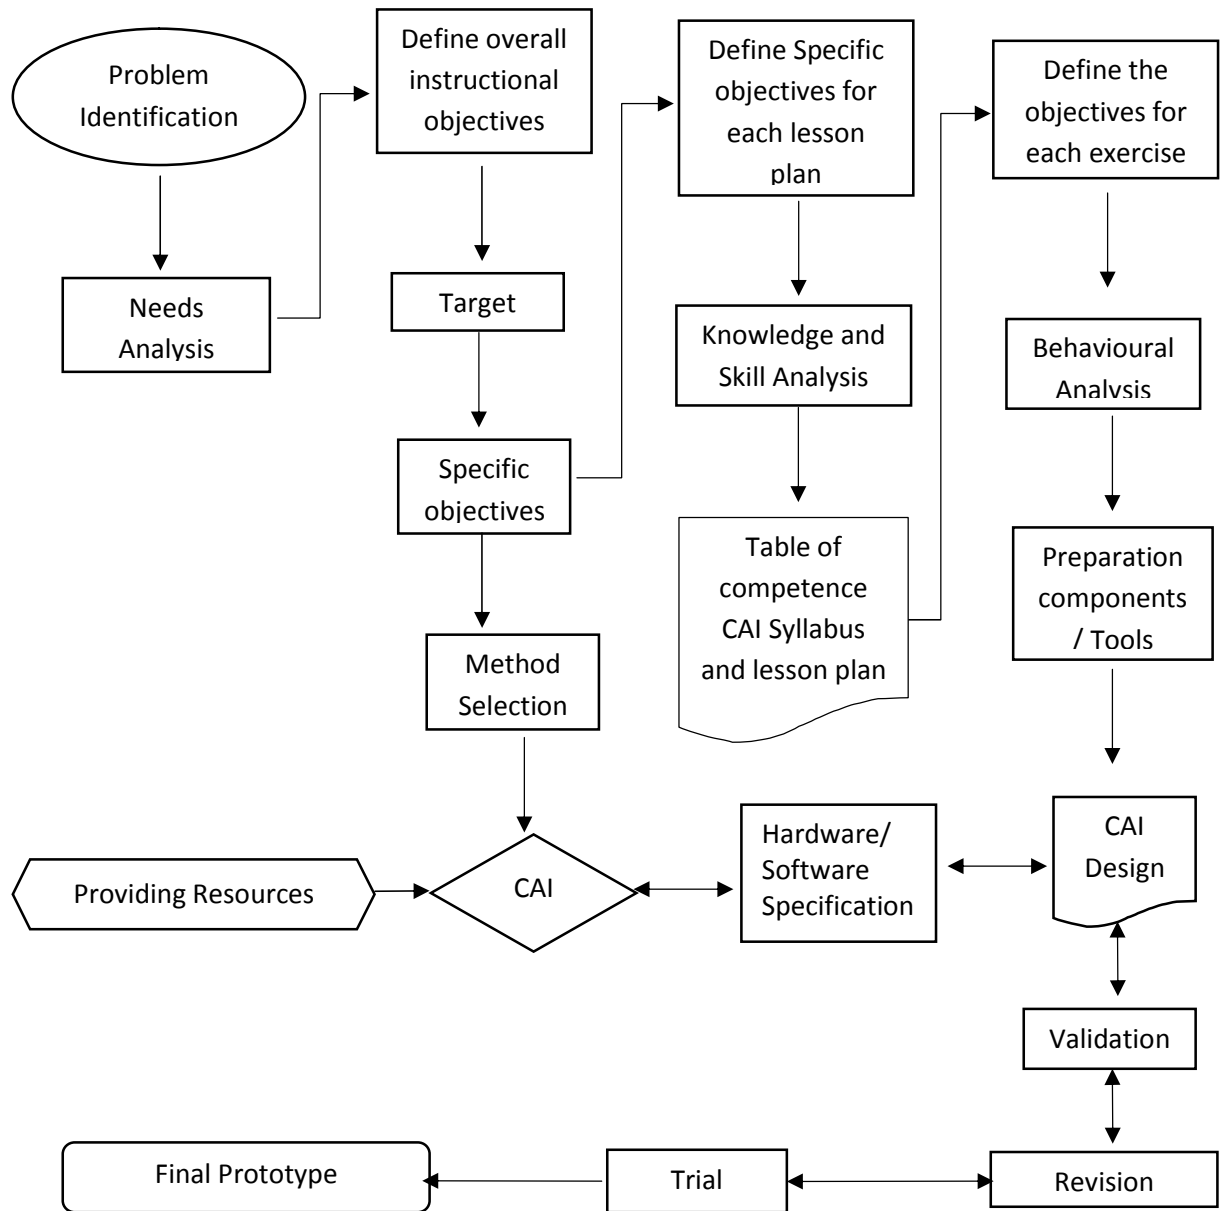 Problem
Identification
Needs
Analysis
Define overall
instructional
objectives
Target
Specific
objectives
Method
Selection
Define Specific
objectives for
each lesson
plan
Knowledge and
Skill Analysis
Table of
competence
CAI Syllabus
and lesson plan
Define the
objectives for
each exercise
Behavioural
Analysis
Preparation
components
/ Tools
CAI
Design
Hardware/
Software
Specification
CAI
Providing Resources
Validation
Revision
Trial
Final Prototype